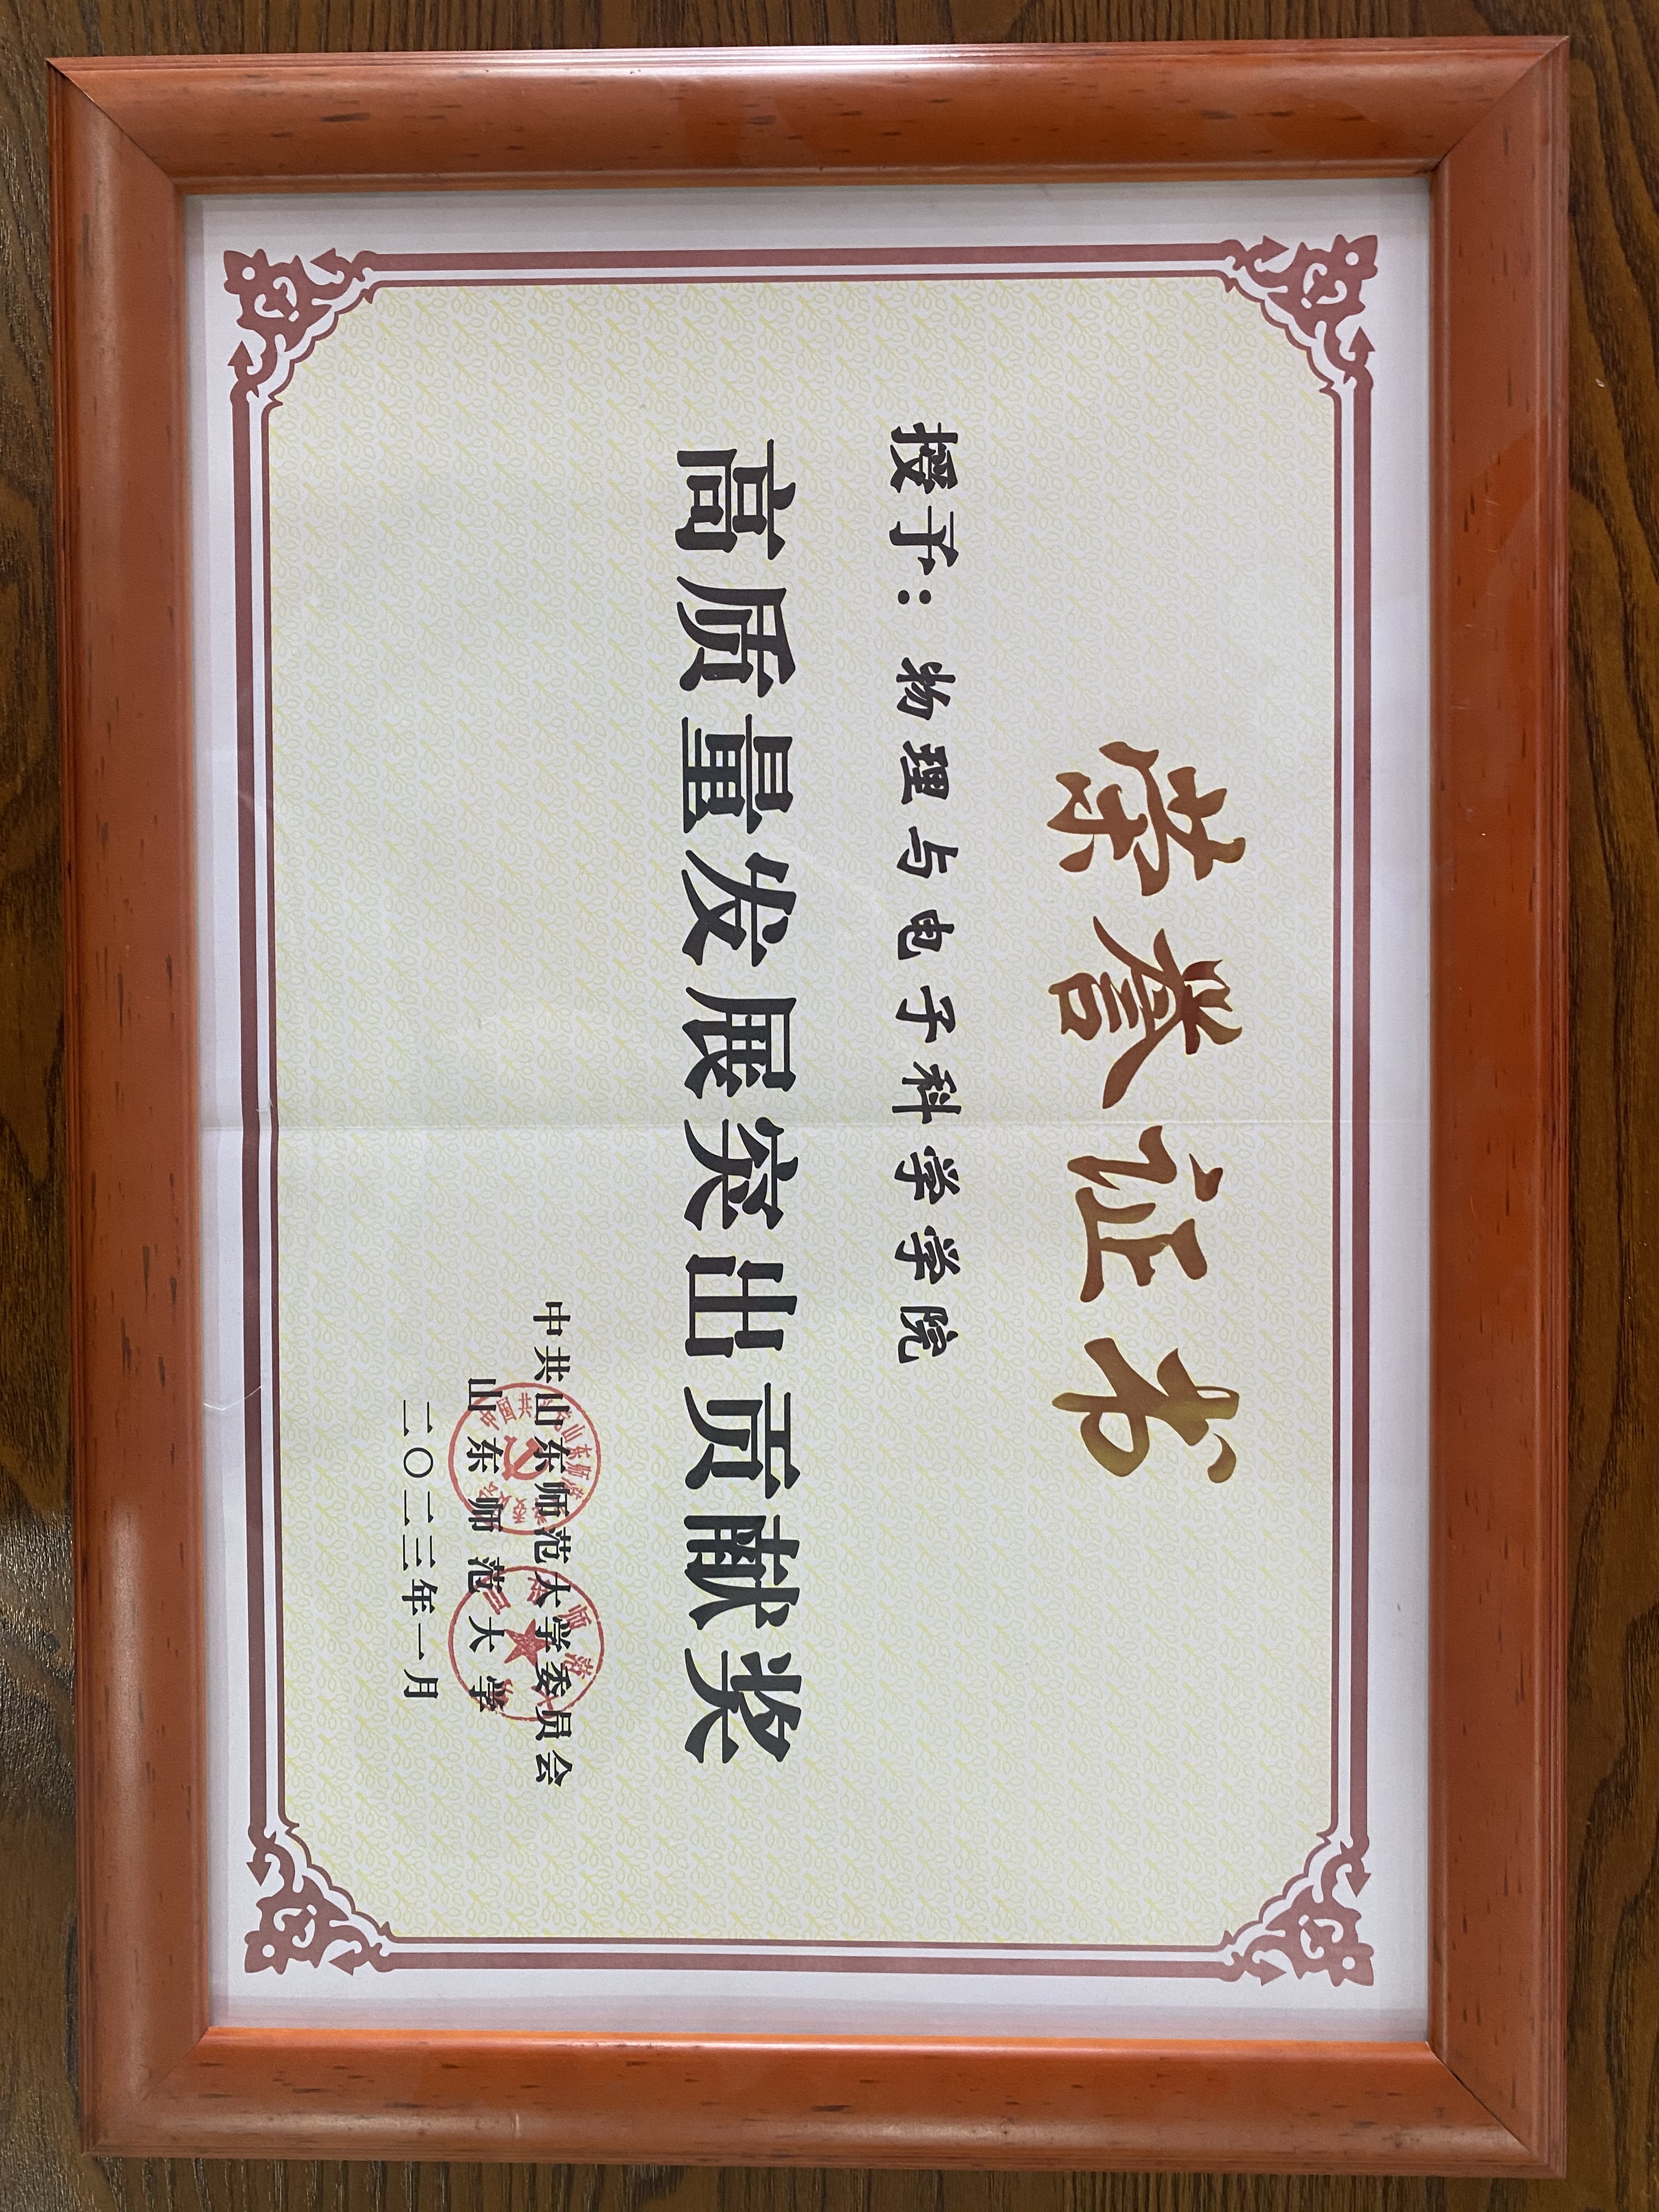 荣誉证书
授予：物理与电子科学学院
高质量发展突出贡献奖
中共山东师范大学委员会
山东师范大学
二〇二三年一月